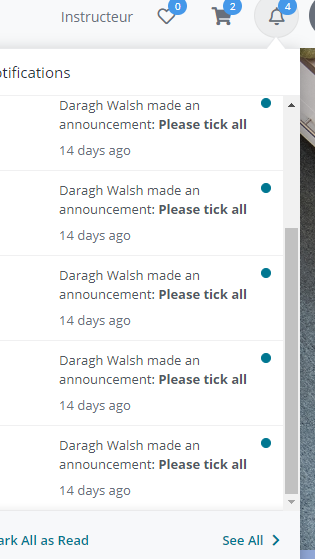 Instructeur 0 2 4
otifications
Daragh Walsh made an
announcement: Please tick all
14 days ago
Daragh Walsh made an
announcement: Please tick all
14 days ago
Daragh Walsh made an
announcement: Please tick all
14 days ago
Daragh Walsh made an
announcement: Please tick all
14 days ago
Daragh Walsh made an
announcement: Please tick all
14 days ago
ark All as Read See All